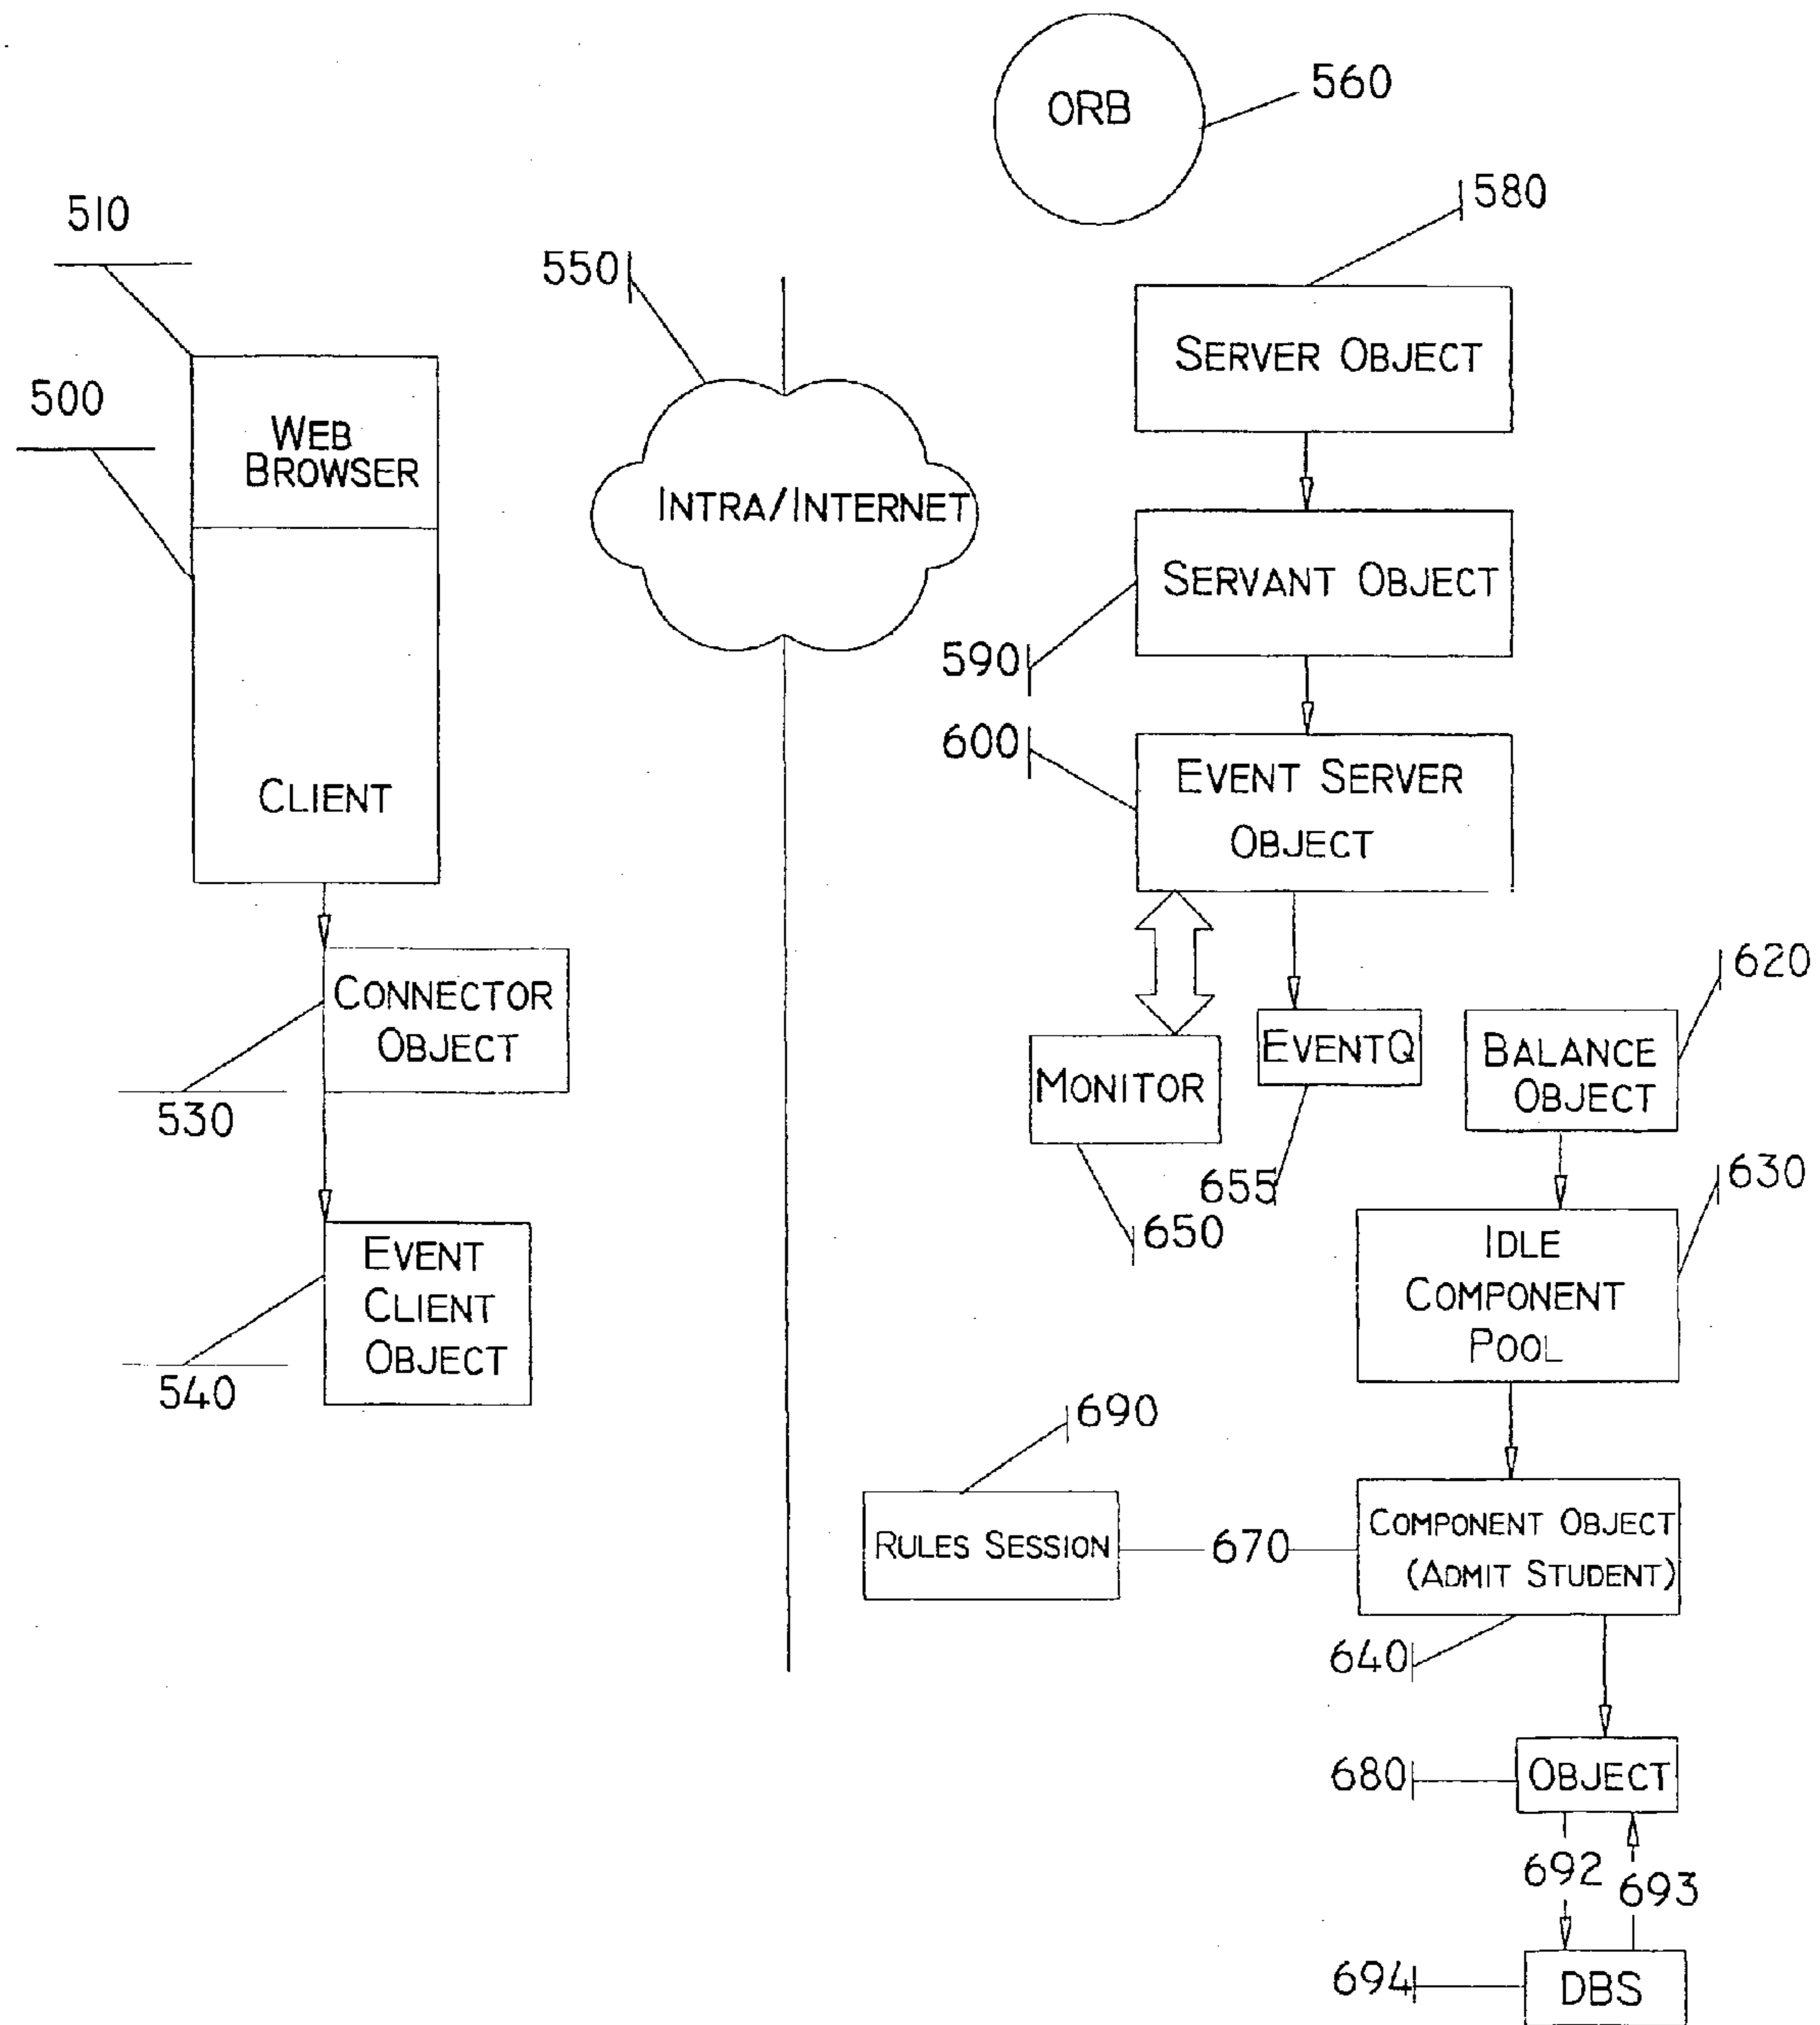 ORB
560
580
510
550
SERVER OBJECT
500
WEB
BROWSER
INTRA/INTERNET
SERVANT OBJECT
590
600
EVENT SERVER
OBJECT
CLIENT
620
CONNECTOR
OBJECT
EVENTQ
BALANCE
OBJECT
MONITOR
530
655
630
650
EVENT
CLIENT
OBJECT
IDLE
COMPONENT
POOL
540
690
RULES SESSION
670
COMPONENT OBJECT
(ADMIT STUDENT)
640
680
OBJECT
692
693
694
DBS